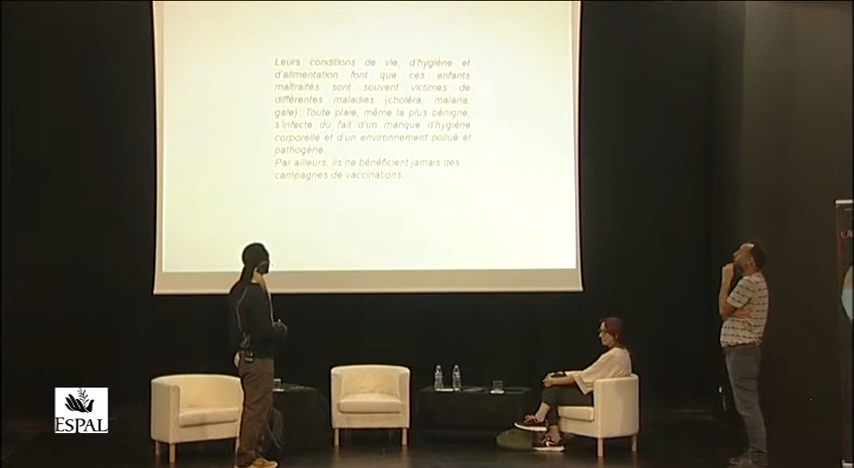 Leurs conditions de vie, d'hygiène et
d'alimentation font que ces enfants
maltraités sont souvent victimes de
différentes maladies (choléra, malaria,
gale). Toute plaie, même la plus bénigne,
s'infecte du fait d'un manque d'hygiène
corporelle et d'un environnement pollué et
pathogène.
Par ailleurs, ils ne bénéficient jamais des
campagnes de vaccinations.
ESPAL